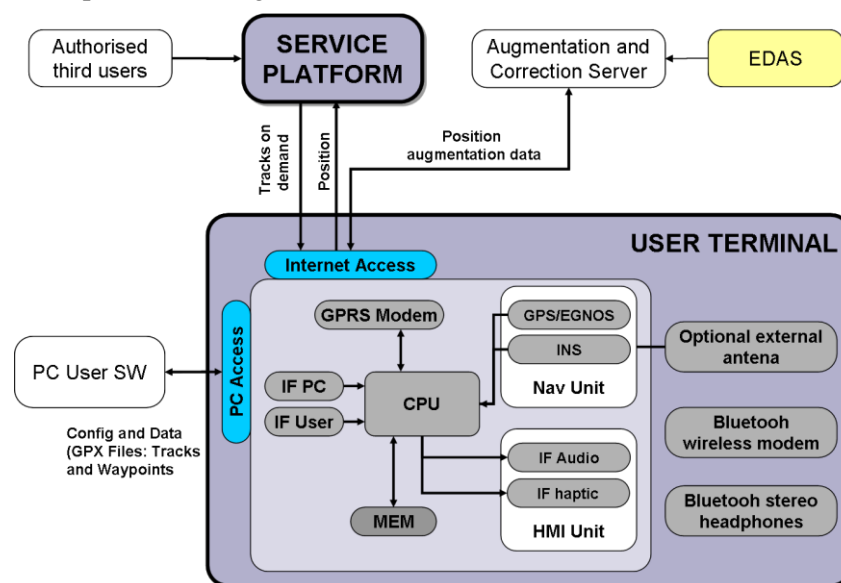 Authorised
third users
SERVICE
PLATFORM
Augmentation and
Correction Server
EDAS
Tracks on
demand
Position
Position
augmentation data
USER TERMINAL
Internet Access
PC Access
GPRS Modem
GPS/EGNOS
INS
Nav Unit
Optional external
antena
PC User SW
IF PC
IF User
CPU
Config and Data
(GPX Files: Tracks
and Waypoints
Bluetooh
wireless modem
IF Audio
IF haptic
HMI Unit
MEM
Bluetooh stereo
headphones